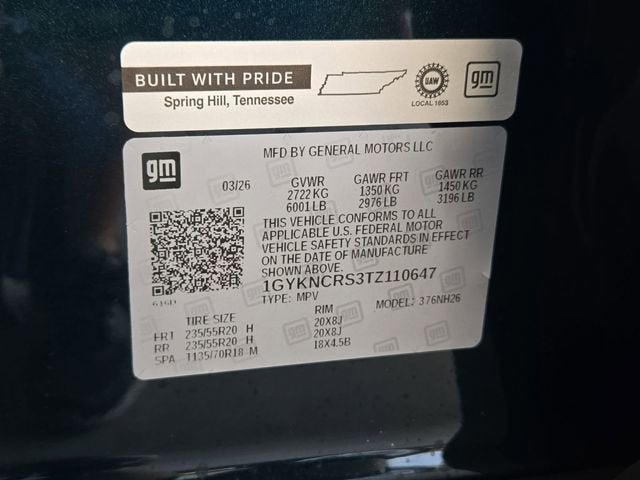 BUILT WITH PRIDE
Spring Hill, Tennessee
UAW
LOCAL 1853
gm
gm
MFD BY GENERAL MOTORS LLC
03/26 GVWR GAWR FRT GAWR RR
2722 KG 1350 KG 1450 KG
6001 LB 2976 LB 3196 LB
THIS VEHICLE CONFORMS TO ALL
APPLICABLE U.S. FEDERAL MOTOR
VEHICLE SAFETY STANDARDS IN EFFECT
ON THE DATE OF MANUFACTURE
SHOWN ABOVE.
1GYKNCRS3TZ110647
616D
TYPE: MPV MODEL: 376NH26
TIRE SIZE RIM
FRT 235/55R20 H 20X8J
RR 235/55R20 H 20X8J
SPA T135/70R18 M 18X4.5B